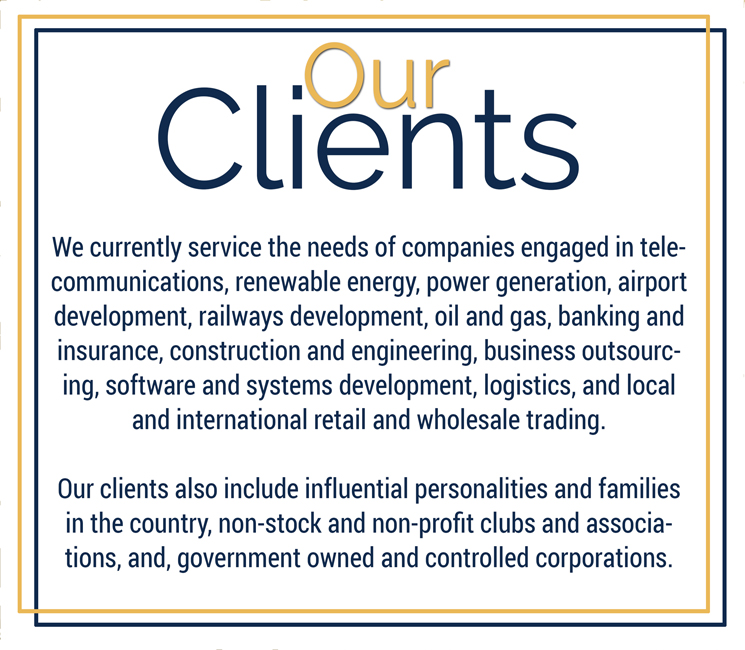 Our
Clients
We currently service the needs of companies engaged in tele-
communications, renewable energy, power generation, airport
development, railways development, oil and gas, banking and
insurance, construction and engineering, business outsourc-
ing, software and systems development, logistics, and local
and international retail and wholesale trading.
Our clients also include influential personalities and families
in the country, non-stock and non-profit clubs and associa-
tions, and, government owned and controlled corporations.